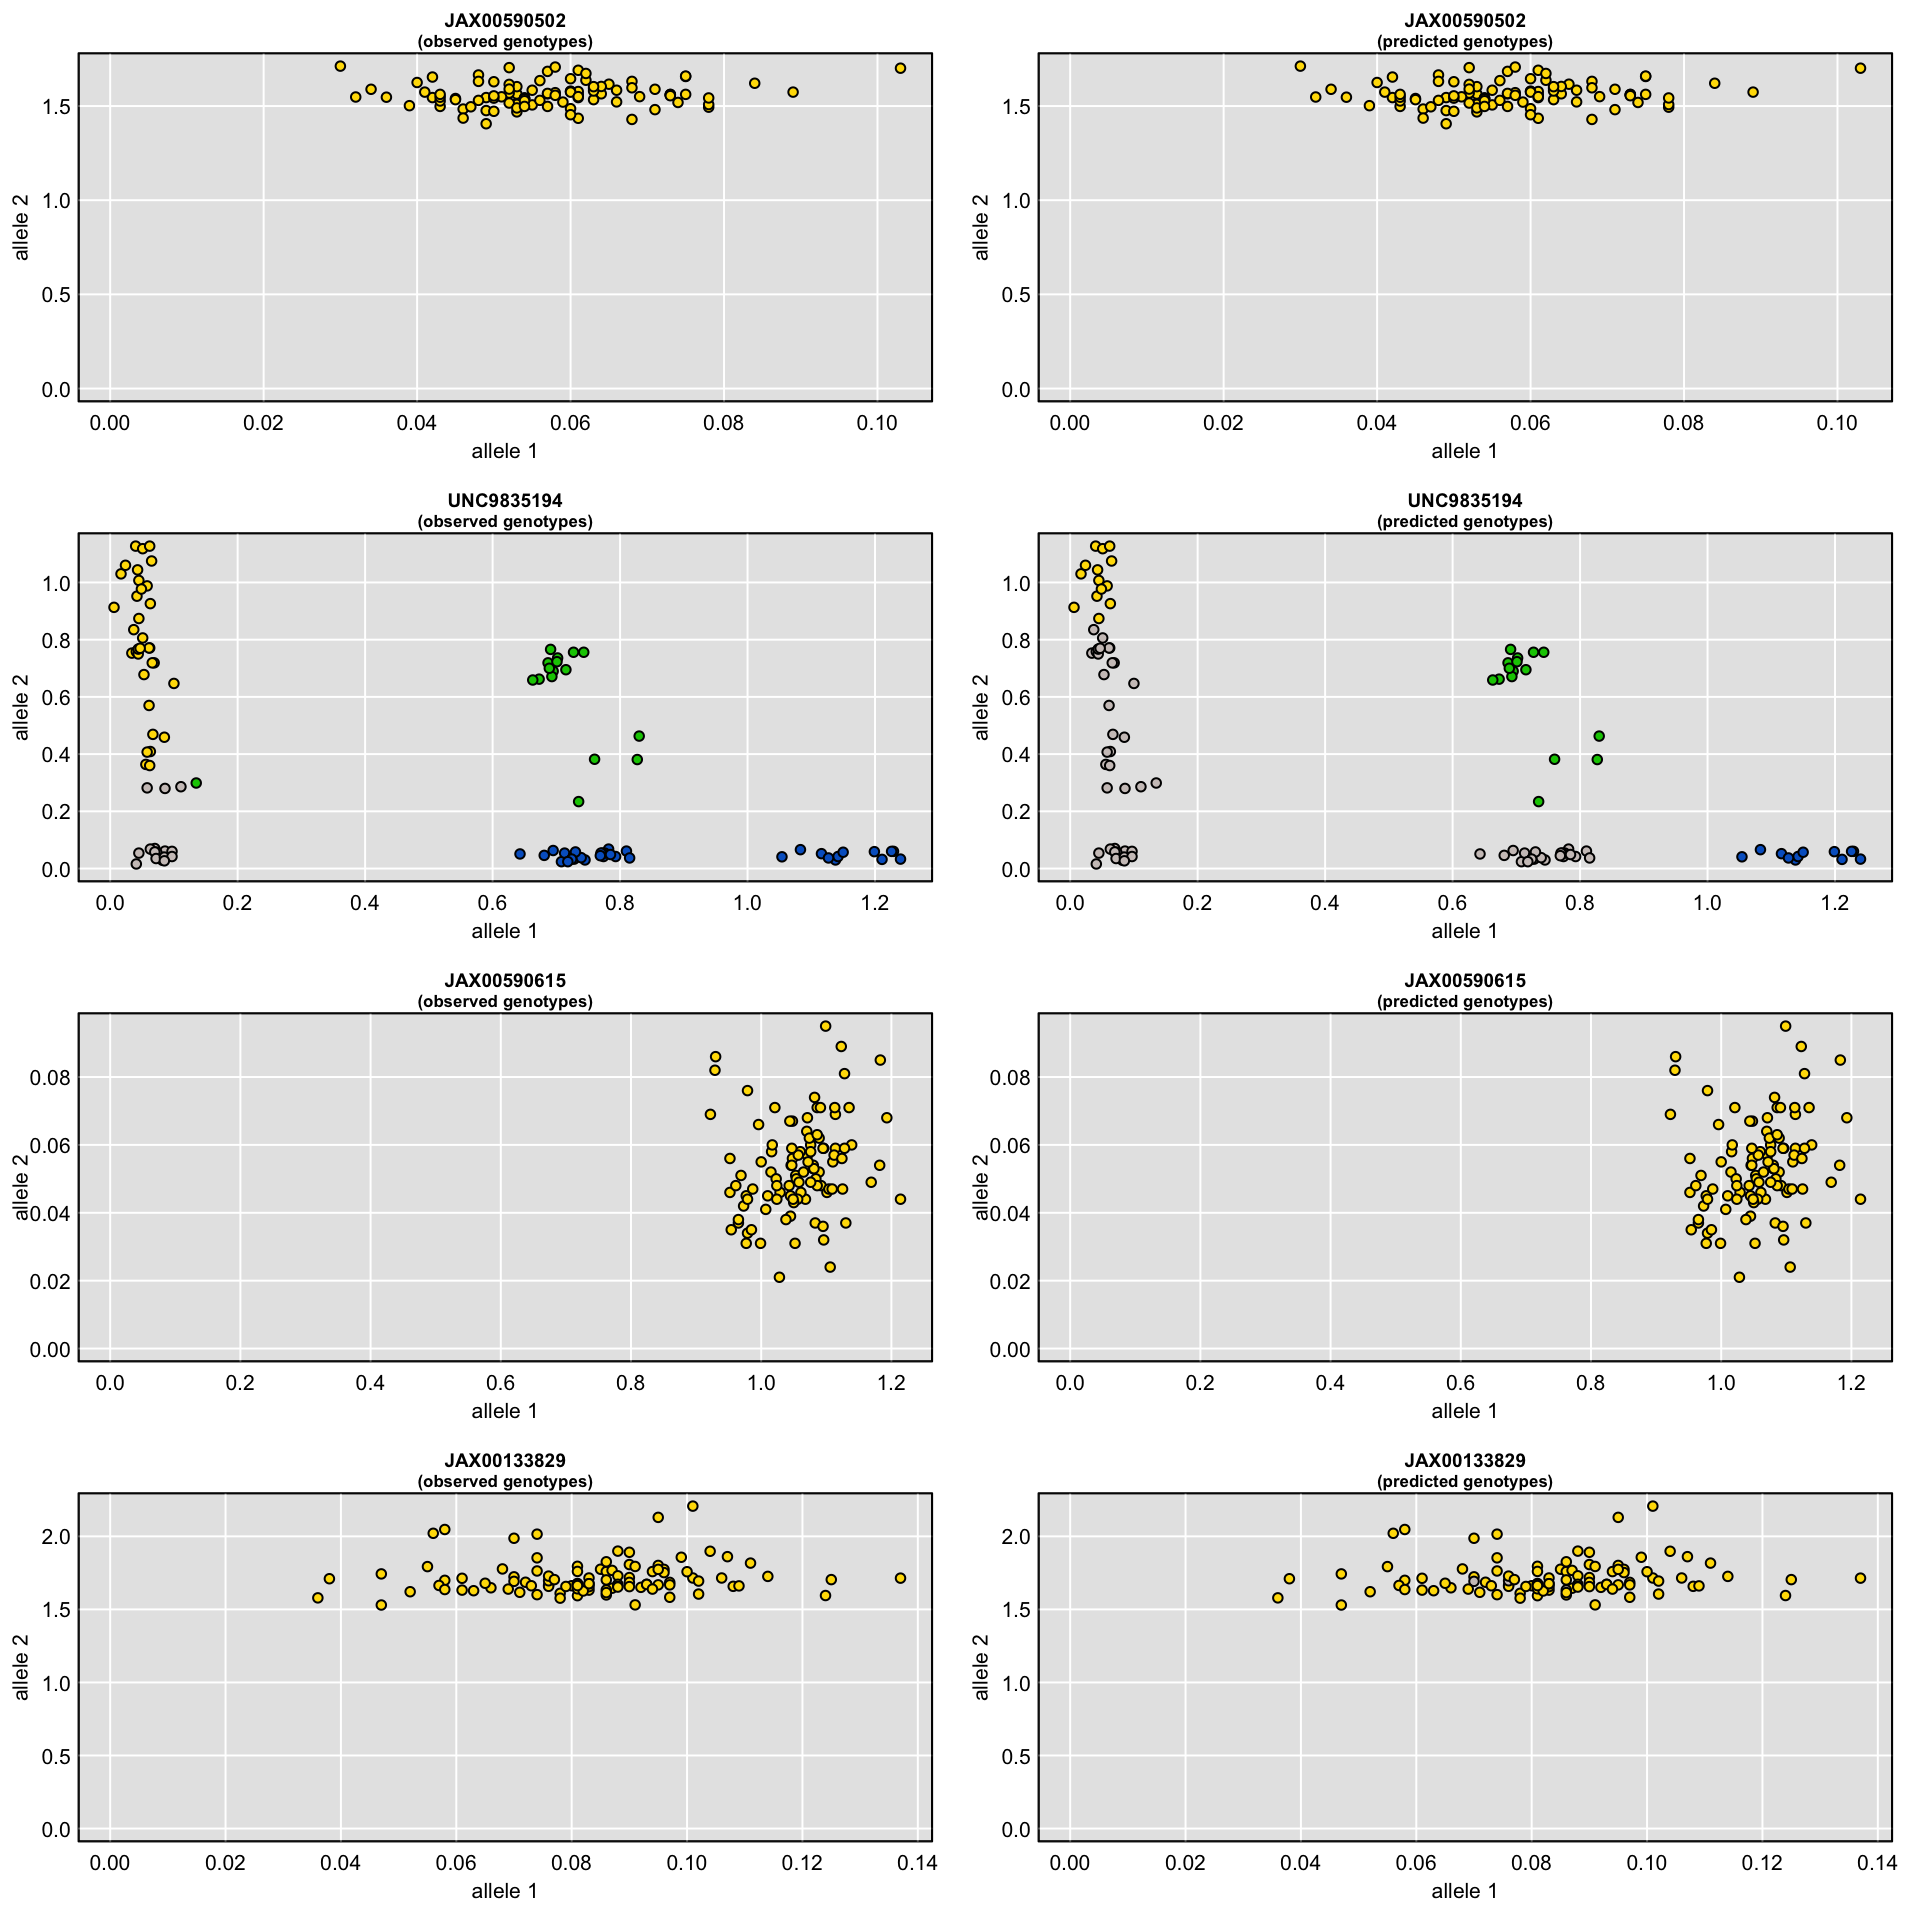 JAX00590502
(observed genotypes)
allele 2
1.5
1.0
0.5
0.0
0.00 0.02 0.04 0.06 0.08 0.10
allele 1
JAX00590502
(predicted genotypes)
allele 2
1.5
1.0
0.5
0.0
0.00 0.02 0.04 0.06 0.08 0.10
allele 1
UNC9835194
(observed genotypes)
allele 2
1.0
0.8
0.6
0.4
0.2
0.0
0.0 0.2 0.4 0.6 0.8 1.0 1.2
allele 1
UNC9835194
(predicted genotypes)
allele 2
1.0
0.8
0.6
0.4
0.2
0.0
0.0 0.2 0.4 0.6 0.8 1.0 1.2
allele 1
JAX00590615
(observed genotypes)
allele 2
0.08
0.06
0.04
0.02
0.00
0.0 0.2 0.4 0.6 0.8 1.0 1.2
allele 1
JAX00590615
(predicted genotypes)
allele 2
0.08
0.06
0.04
0.02
0.00
0.0 0.2 0.4 0.6 0.8 1.0 1.2
allele 1
JAX00133829
(observed genotypes)
allele 2
2.0
1.5
1.0
0.5
0.0
0.00 0.02 0.04 0.06 0.08 0.10 0.12 0.14
allele 1
JAX00133829
(predicted genotypes)
allele 2
2.0
1.5
1.0
0.5
0.0
0.00 0.02 0.04 0.06 0.08 0.10 0.12 0.14
allele 1